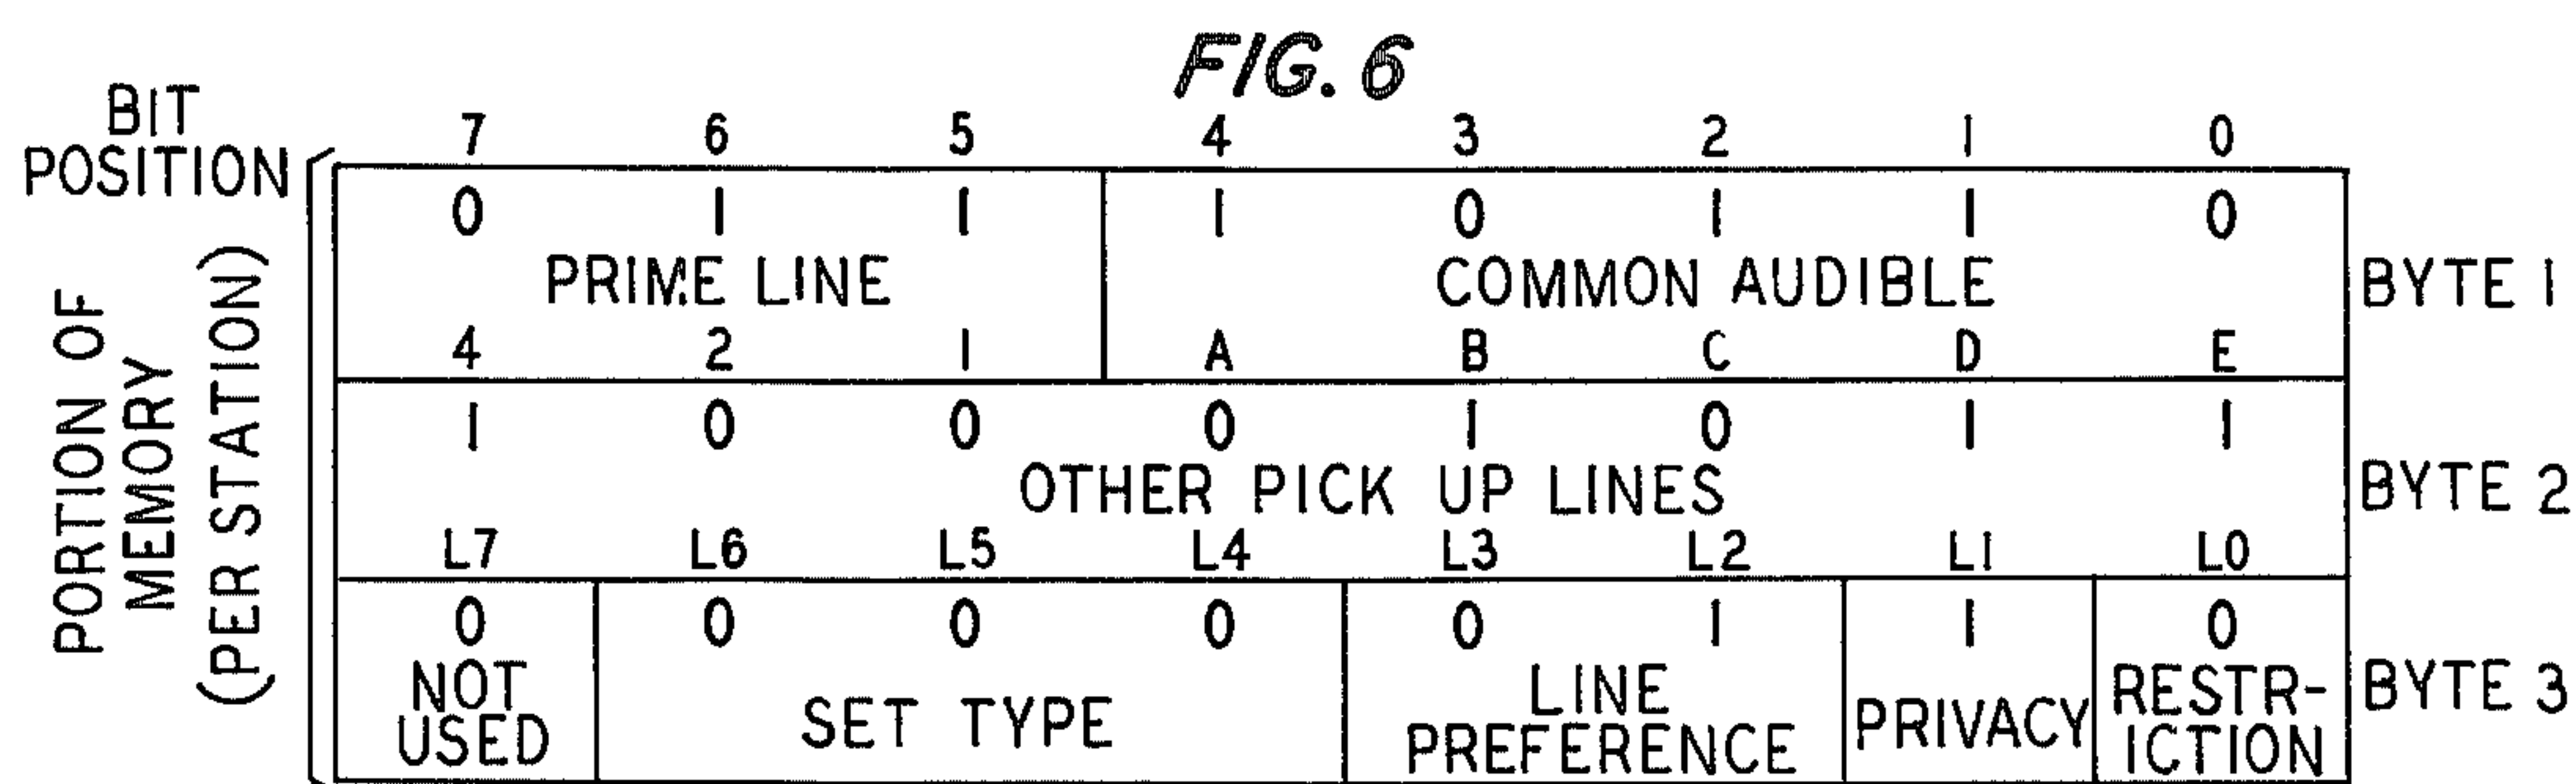 FIG. 6
BIT
POSITION
7 6 5 4 3 2 1 0
0 1 1 1 0 1 1 0
PRIME LINE COMMON AUDIBLE BYTE 1
4 2 1 A B C D E
1 0 0 0 1 0 1 1
OTHER PICK UP LINES BYTE 2
L7 L6 L5 L4 L3 L2 L1 L0
0 0 0 0 0 1 1 0
NOT
USED
SET TYPE
LINE
PREFERENCE
PRIVACY
RESTR-
ICTION
BYTE 3
PORTION OF
MEMORY
(PER STATION)